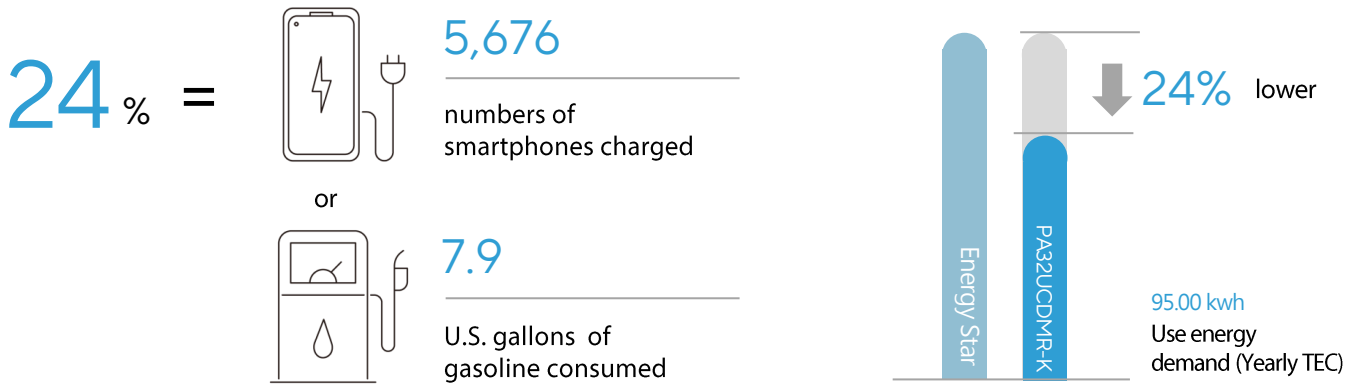 24 %
=
5,676
numbers of
smartphones charged
or
7.9
U.S. gallons of
gasoline consumed
Energy Star
PA32UCDMR-K
24% lower
95.00 kwh
Use energy
demand (Yearly TEC)